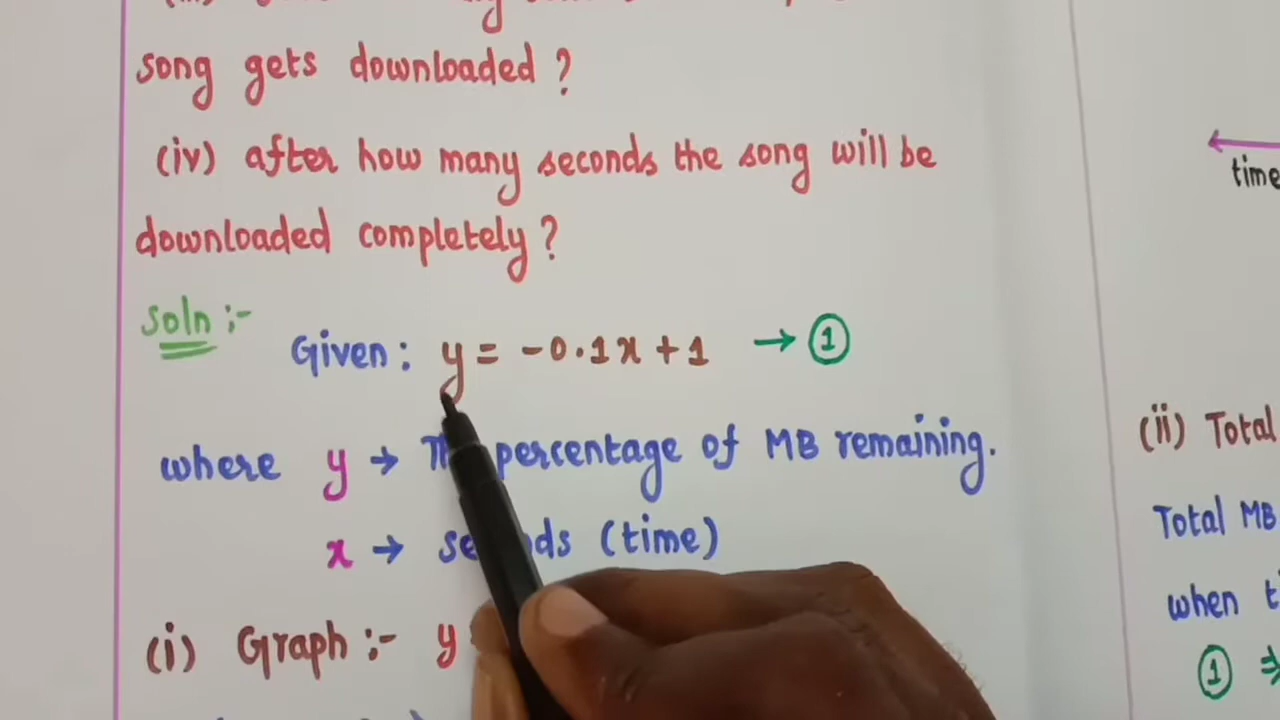 song gets downloaded ?
(iv) after how many seconds the song will be
downloaded completely ?
Soln :-
Given : y = -0.1x + 1 → ①
where y → percentage of MB remaining.
x → (time)
(i) Graph :- y
time
(ii) Total
Total MB
when
① ⇒